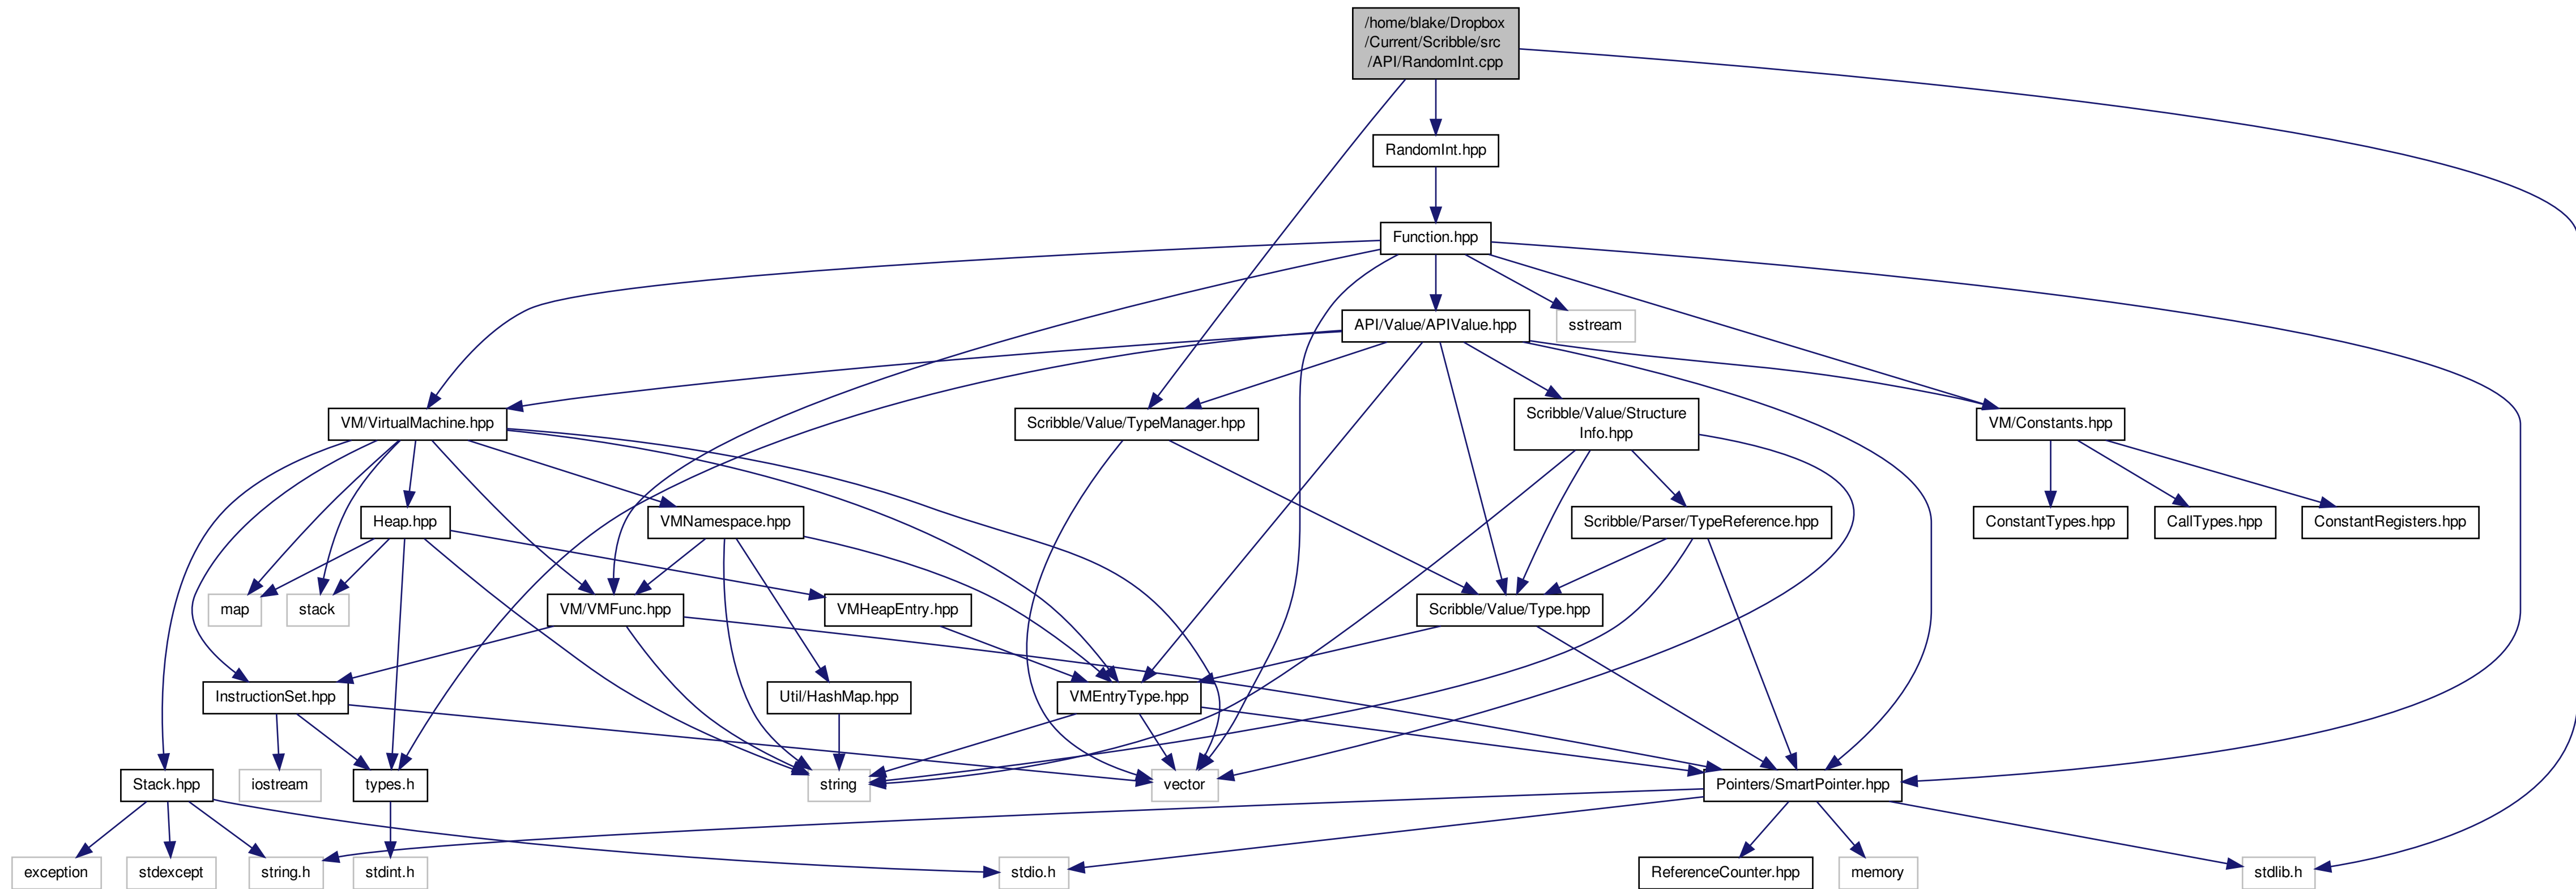 /home/blake/Dropbox
/Current/Scribble/src
/API/RandomInt.cpp
RandomInt.hpp
Function.hpp
API/Value/APIValue.hpp
sstream
VM/VirtualMachine.hpp
Scribble/Value/TypeManager.hpp
Scribble/Value/Structure
Info.hpp
VM/Constants.hpp
Heap.hpp
VMNamespace.hpp
Scribble/Parser/TypeReference.hpp
ConstantTypes.hpp
CallTypes.hpp
ConstantRegisters.hpp
map
stack
VM/VMFunc.hpp
VMHeapEntry.hpp
Scribble/Value/Type.hpp
InstructionSet.hpp
Util/HashMap.hpp
VMEntryType.hpp
Stack.hpp
iostream
types.h
string
vector
Pointers/SmartPointer.hpp
exception
stdexcept
string.h
stdint.h
stdio.h
ReferenceCounter.hpp
memory
stdlib.h